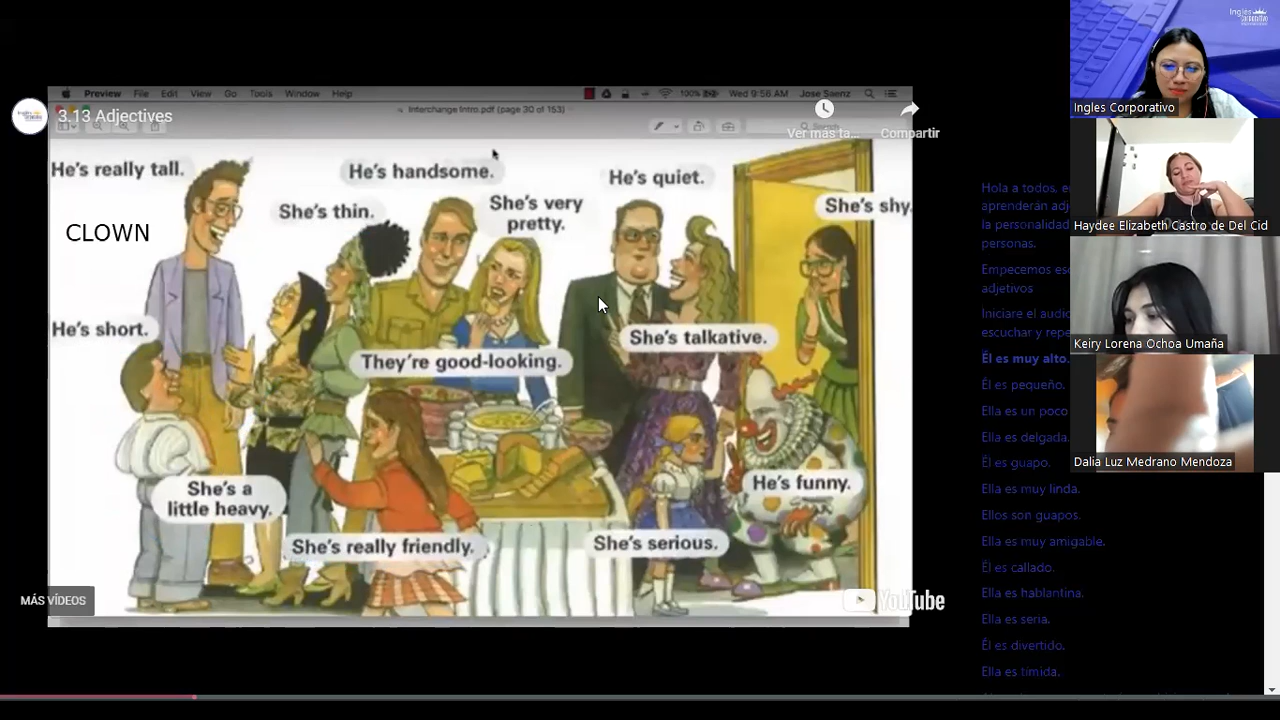 Preview File Edit View Go Tools Window Help
100% Wed 9:56 AM Jose Saenz
Interchange Intro.pdf (page 30 of 153)
3.13 Adjectives
Ver más ta...
Compartir
He's really tall.
He's handsome.
He's quiet.
She's thin.
She's very
pretty.
She's shy.
CLOWN
He's short.
She's talkative.
They're good-looking.
He's funny.
She's a
little heavy.
She's really friendly.
She's serious.
MÁS VÍDEOS
YouTube
Hola a todos, e
aprenderán adj
la personalidad
personas.
Empecemos esc
adjetivos
Iniciare el audio
escuchar y repe
Él es muy alto.
Él es pequeño.
Ella es un poco
Ella es delgada.
Él es guapo.
Ella es muy linda.
Ellos son guapos.
Ella es muy amigable.
Él es callado.
Ella es hablantina.
Ella es seria.
Él es divertido.
Ella es tímida.
Ingles Corporativo
Haydee Elizabeth Castro de Del Cid
Keiry Lorena Ochoa Umaña
Dalia Luz Medrano Mendoza